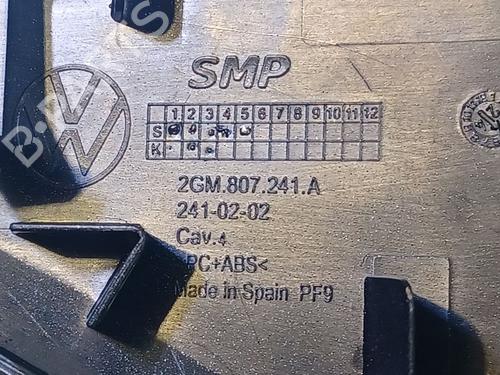 SMP
1 2 3 4 5 6 7 8 9 10 11 12
S
K
2GM.807.241.A
241-02-02
Cav.4
PC+ABS<
Made in Spain PF9